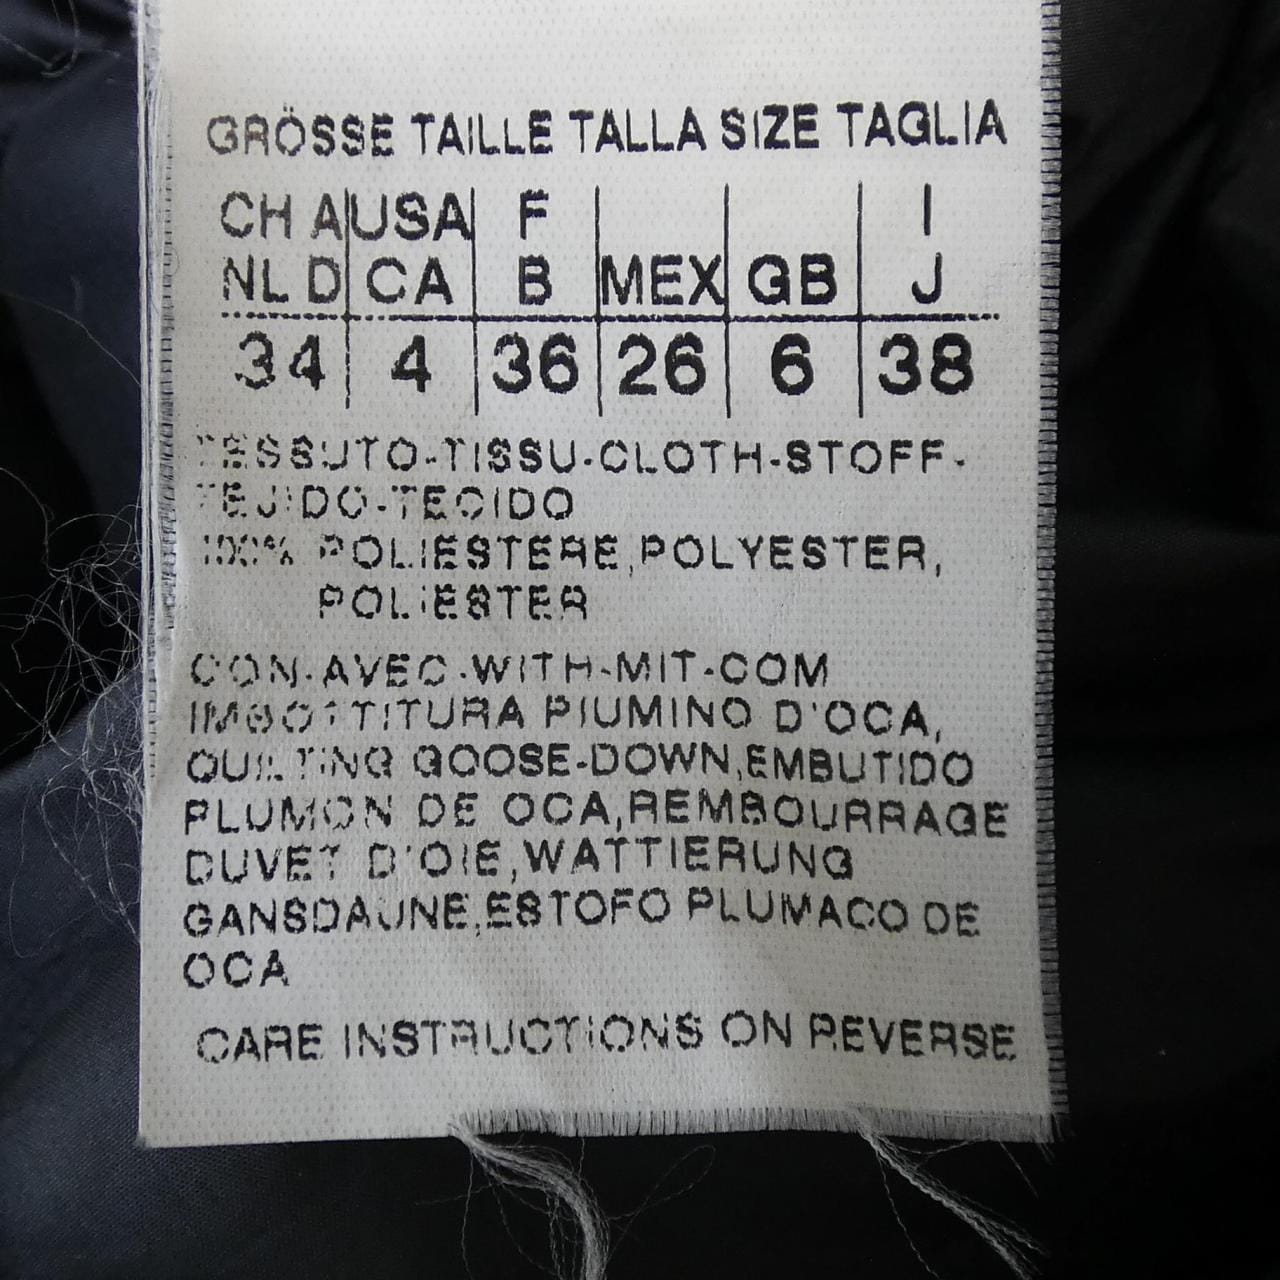 GRÖSSE TAILLE TALLA SIZE TAGLIA
CH A USA F I
NL D CA B MEX GB J
34 4 36 26 6 38
TESSUTO-TISSU-CLOTH-STOFF-
TEJIDO-TECIDO
100% POLIESTERE,POLYESTER,
POLIESTER
CON-AVEC-WITH-MIT-COM
IMBOTTITURA PIUMINO D'OCA,
QUILTING GOOSE-DOWN,EMBUTIDO
PLUMON DE OCA,REMBOURRAGE
DUVET D'OIE,WATTIERUNG
GANSDAUNE,ESTOFO PLUMACO DE
OCA
CARE INSTRUCTIONS ON REVERSE